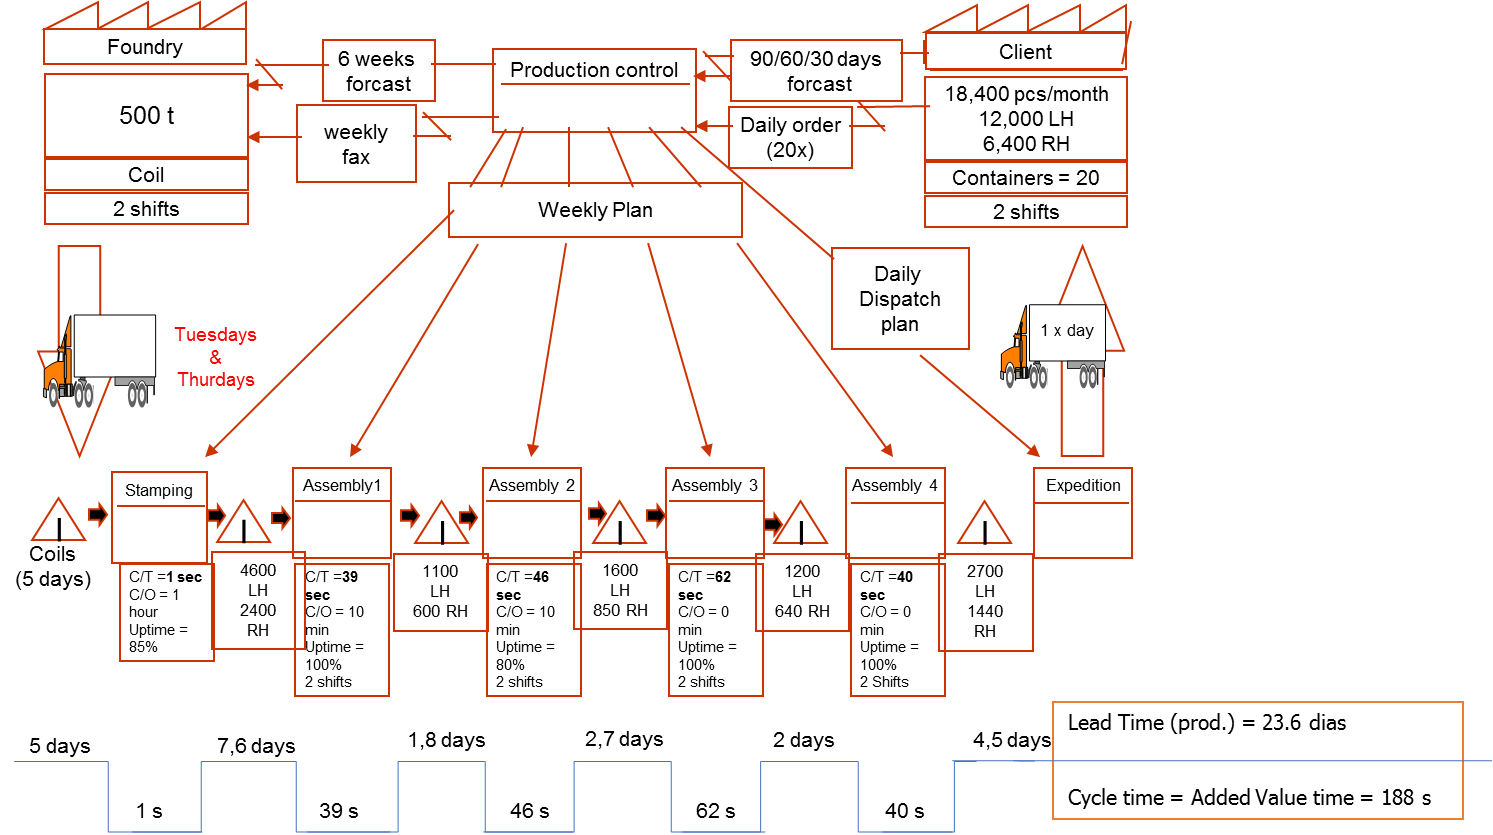 Foundry
500 t
Coil
2 shifts
6 weeks
forcast
weekly
fax
Production control
90/60/30 days
forcast
Daily order
(20x)
Client
18,400 pcs/month
12,000 LH
6,400 RH
Containers = 20
2 shifts
Weekly Plan
Daily
Dispatch
plan
Tuesdays
&
Thurdays
1 x day
Coils
(5 days)
Stamping
C/T =1 sec
C/O = 1
hour
Uptime =
85%
4600
LH
2400
RH
Assembly1
C/T =39
sec
C/O = 10
min
Uptime =
100%
2 shifts
1100
LH
600 RH
Assembly 2
C/T =46
sec
C/O = 10
min
Uptime =
80%
2 shifts
1600
LH
850 RH
Assembly 3
C/T =62
sec
C/O = 0
min
Uptime =
100%
2 shifts
1200
LH
640 RH
Assembly 4
C/T =40
sec
C/O = 0
min
Uptime =
100%
2 Shifts
2700
LH
1440
RH
Expedition
5 days
7,6 days
1,8 days
2,7 days
2 days
4,5 days
1 s
39 s
46 s
62 s
40 s
Lead Time (prod.) = 23.6 dias
Cycle time = Added Value time = 188 s